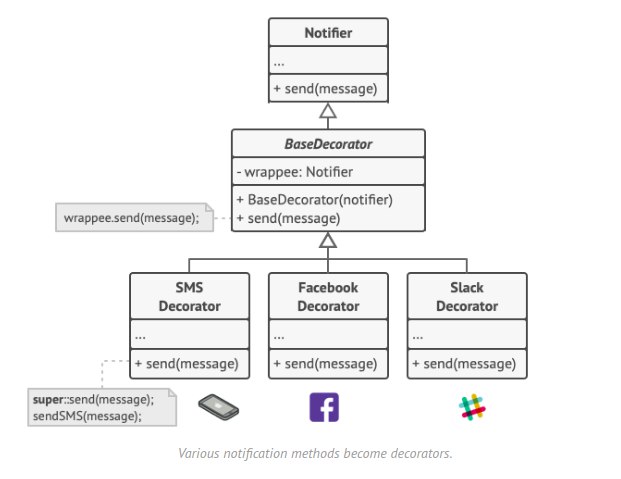 Notifier
...
+ send(message)
BaseDecorator
- wrappee: Notifier
+ BaseDecorator(notifier)
+ send(message)
wrappee.send(message);
SMS
Decorator
...
+ send(message)
Facebook
Decorator
...
+ send(message)
Slack
Decorator
...
+ send(message)
super::send(message);
sendSMS(message);
Various notification methods become decorators.